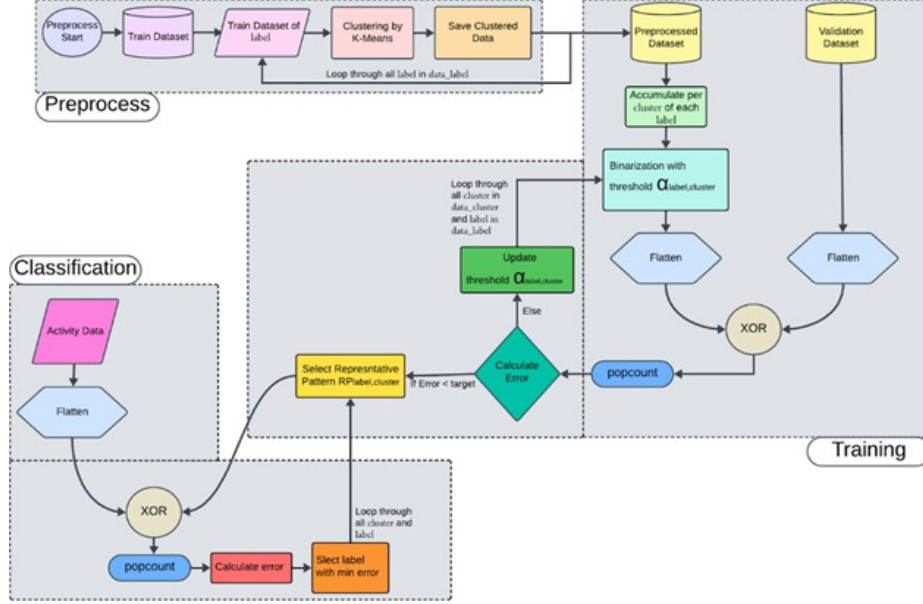 Preprocess
Start
Train Dataset
Train Dataset of
label
Clustering by
K-Means
Save Clustered
Data
Loop through all label in data_label
Preprocess
Preprocessed
Dataset
Validation
Dataset
Accumulate per
cluster of each
label
Binarization with
threshold αlabel,cluster
Loop through
all cluster in
data_cluster
and label in
data_label
Flatten
Flatten
Update
threshold αlabel,cluster
Else
XOR
Calculate
Error
popcount
If Error < target
Select Represntative
Pattern RPlabel,cluster
Training
Classification
Activity Data
Flatten
XOR
Loop through
all cluster and
label
popcount
Calculate error
Slect label
with min error